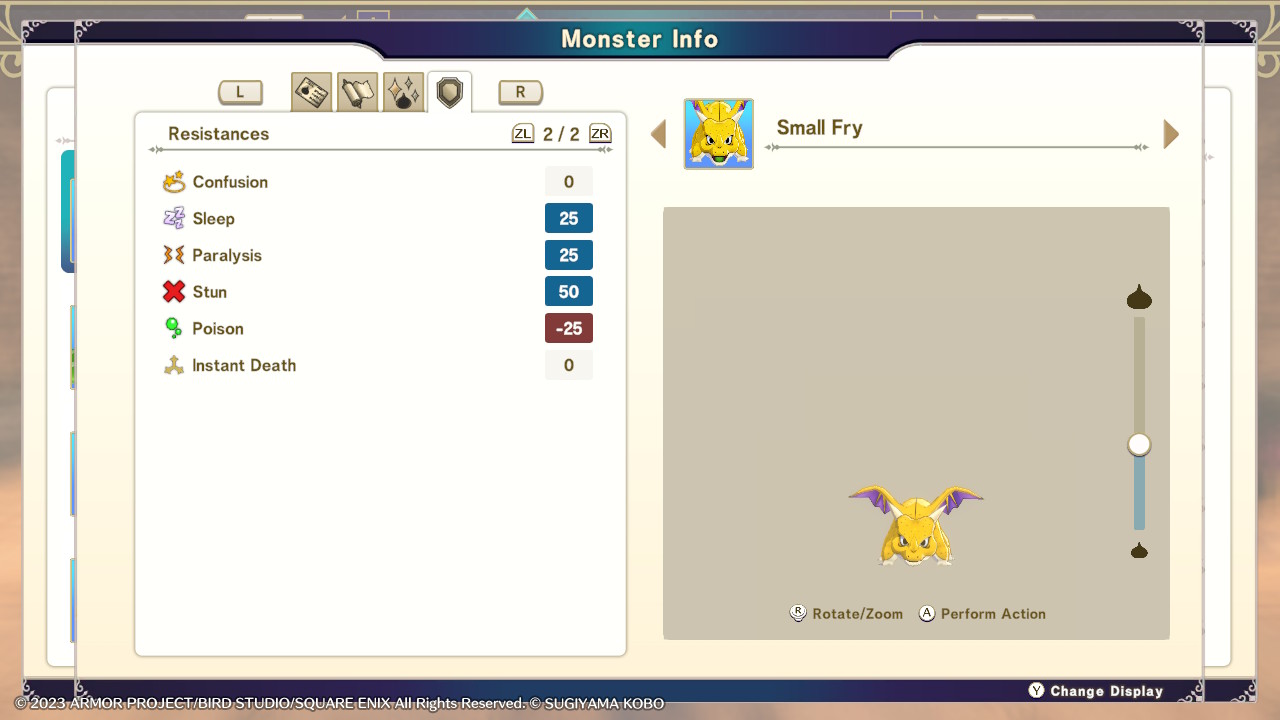 Monster Info
L
R
Resistances
ZL 2 / 2 ZR
Confusion 0
Sleep 25
Paralysis 25
Stun 50
Poison -25
Instant Death 0
Small Fry
R Rotate/Zoom A Perform Action
Y Change Display
© 2023 ARMOR PROJECT/BIRD STUDIO/SQUARE ENIX All Rights Reserved. © SUGIYAMA KOBO